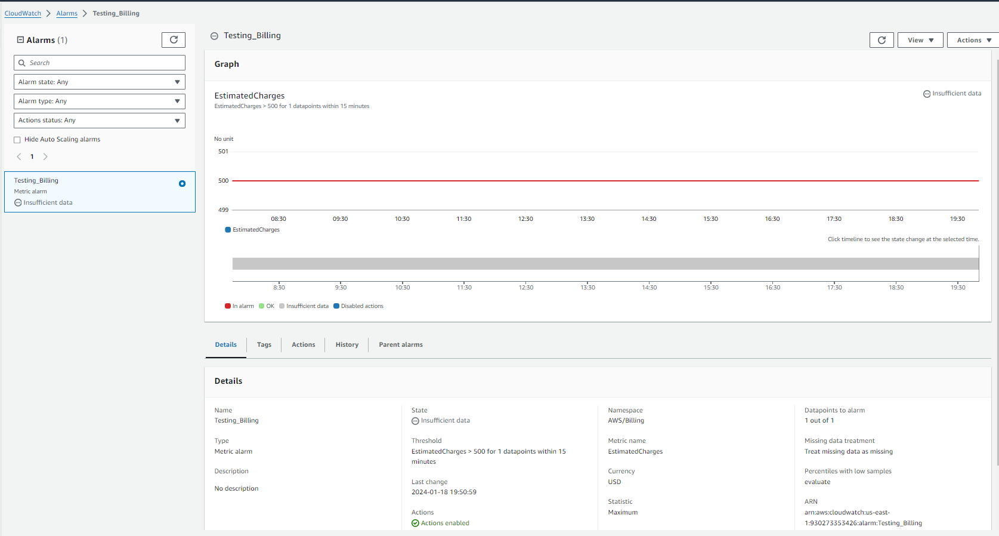 CloudWatch > Alarms > Testing_Billing
Alarms (1)
Search
Alarm state: Any
Alarm type: Any
Actions status: Any
Hide Auto Scaling alarms
1
Testing_Billing
Metric alarm
Insufficient data
Testing_Billing
View
Actions
Graph
EstimatedCharges
Insufficient data
EstimatedCharges > 500 for 1 datapoints within 15 minutes
No unit
501
500
499
08:30 09:30 10:30 11:30 12:30 13:30 14:30 15:30 16:30 17:30 18:30 19:30
EstimatedCharges
Click timeline to see the state change at the selected time.
8:30 9:30 10:30 11:30 12:30 13:30 14:30 15:30 16:30 17:30 18:30 19:30
In alarm OK Insufficient data Disabled actions
Details Tags Actions History Parent alarms
Details
Name
Testing_Billing
Type
Metric alarm
Description
No description
State
Insufficient data
Threshold
EstimatedCharges > 500 for 1 datapoints within 15
minutes
Last change
2024-01-18 19:50:59
Actions
Actions enabled
Namespace
AWS/Billing
Metric name
EstimatedCharges
Currency
USD
Statistic
Maximum
Datapoints to alarm
1 out of 1
Missing data treatment
Treat missing data as missing
Percentiles with low samples
evaluate
ARN
arn:aws:cloudwatch:us-east-
1:930273353426:alarm:Testing_Billing